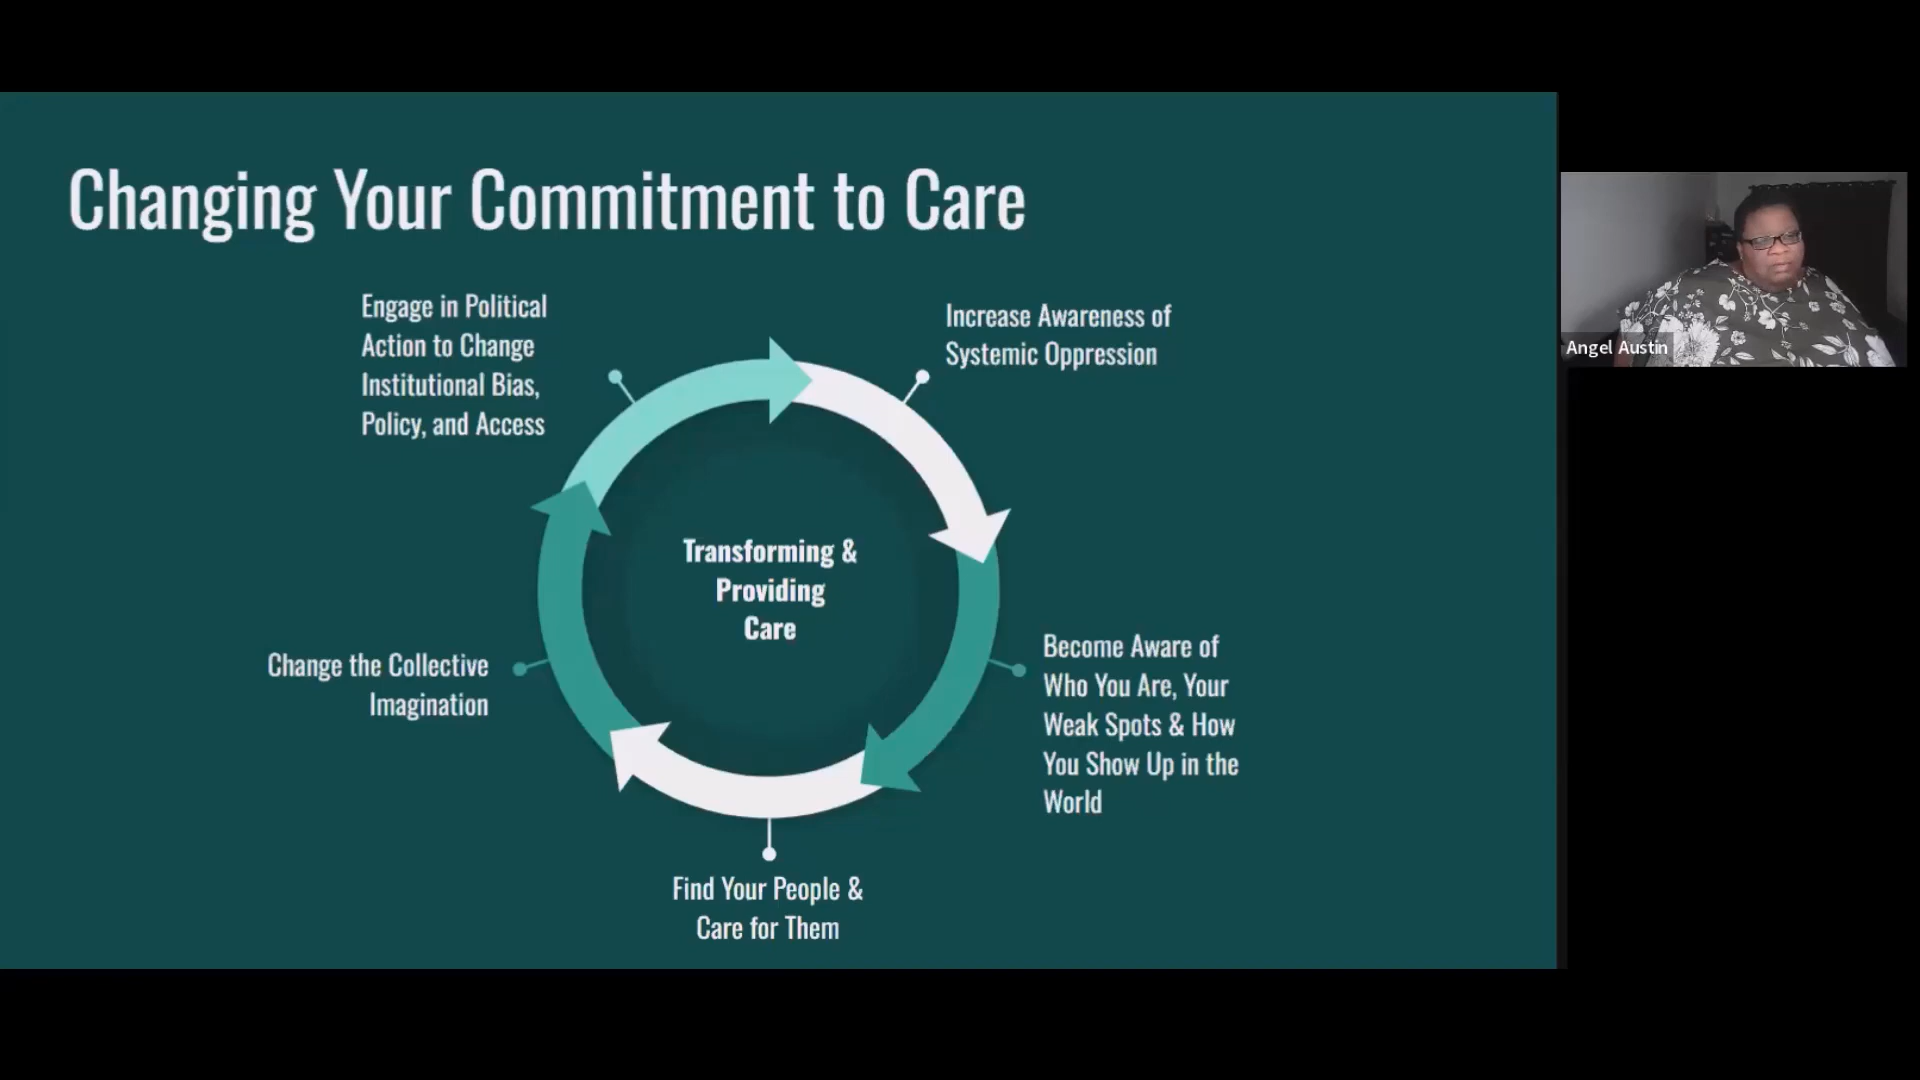 Changing Your Commitment to Care
Engage in Political
Action to Change
Institutional Bias,
Policy, and Access
Increase Awareness of
Systemic Oppression
Transforming &
Providing
Care
Become Aware of
Who You Are, Your
Weak Spots & How
You Show Up in the
World
Change the Collective
Imagination
Find Your People &
Care for Them
Angel Austin